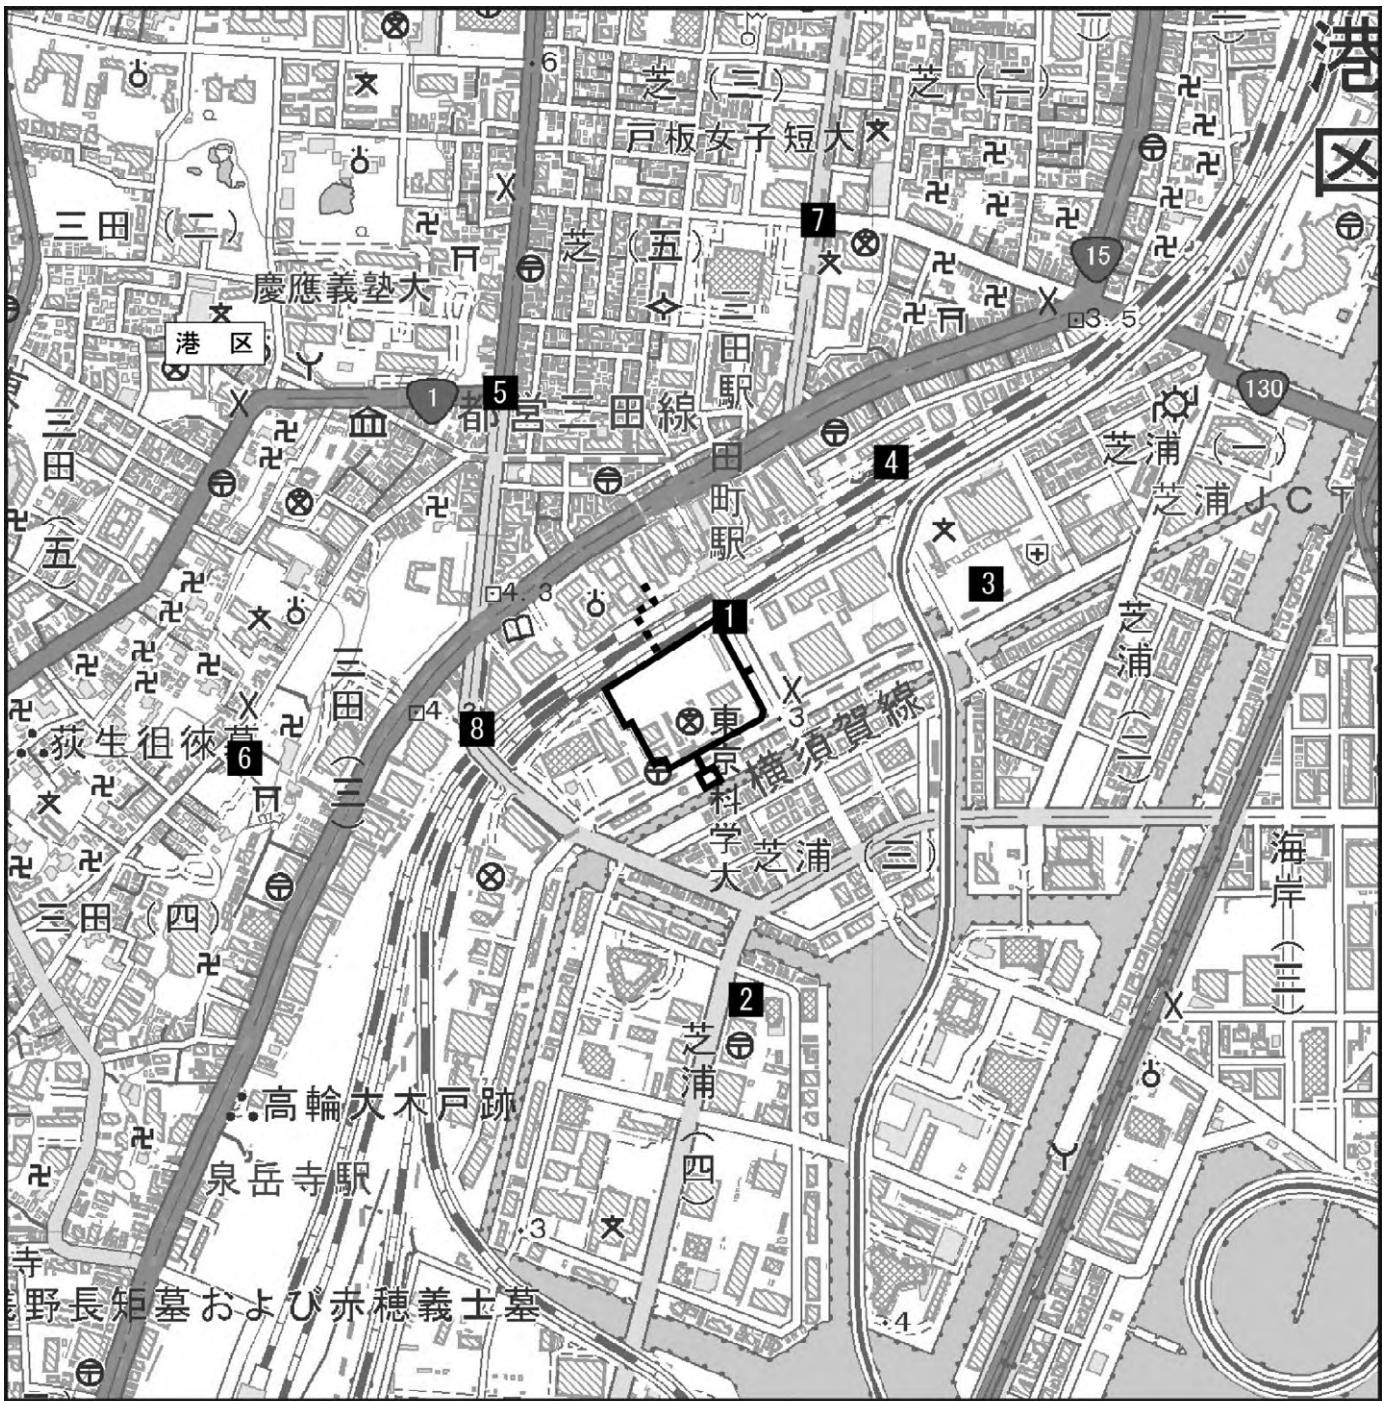 港区
6
芝(三)
芝(二)
戸板女子短大
三田(二)
芝(五)
7
15
慶應義塾大
港 区
三田駅
3.5
1
5
都営三田線
130
三田(五)
田町駅
4
芝浦(一)
芝浦JCT
3
4.3
芝浦(二)
1
三田(三)
4.2
8
3
横須賀線
東京科学大
荻生徂徠墓
6
芝浦(三)
海岸(三)
三田(四)
2
芝浦(四)
高輪大木戸跡
泉岳寺駅
3
寺
野長矩墓および赤穂義士墓
4